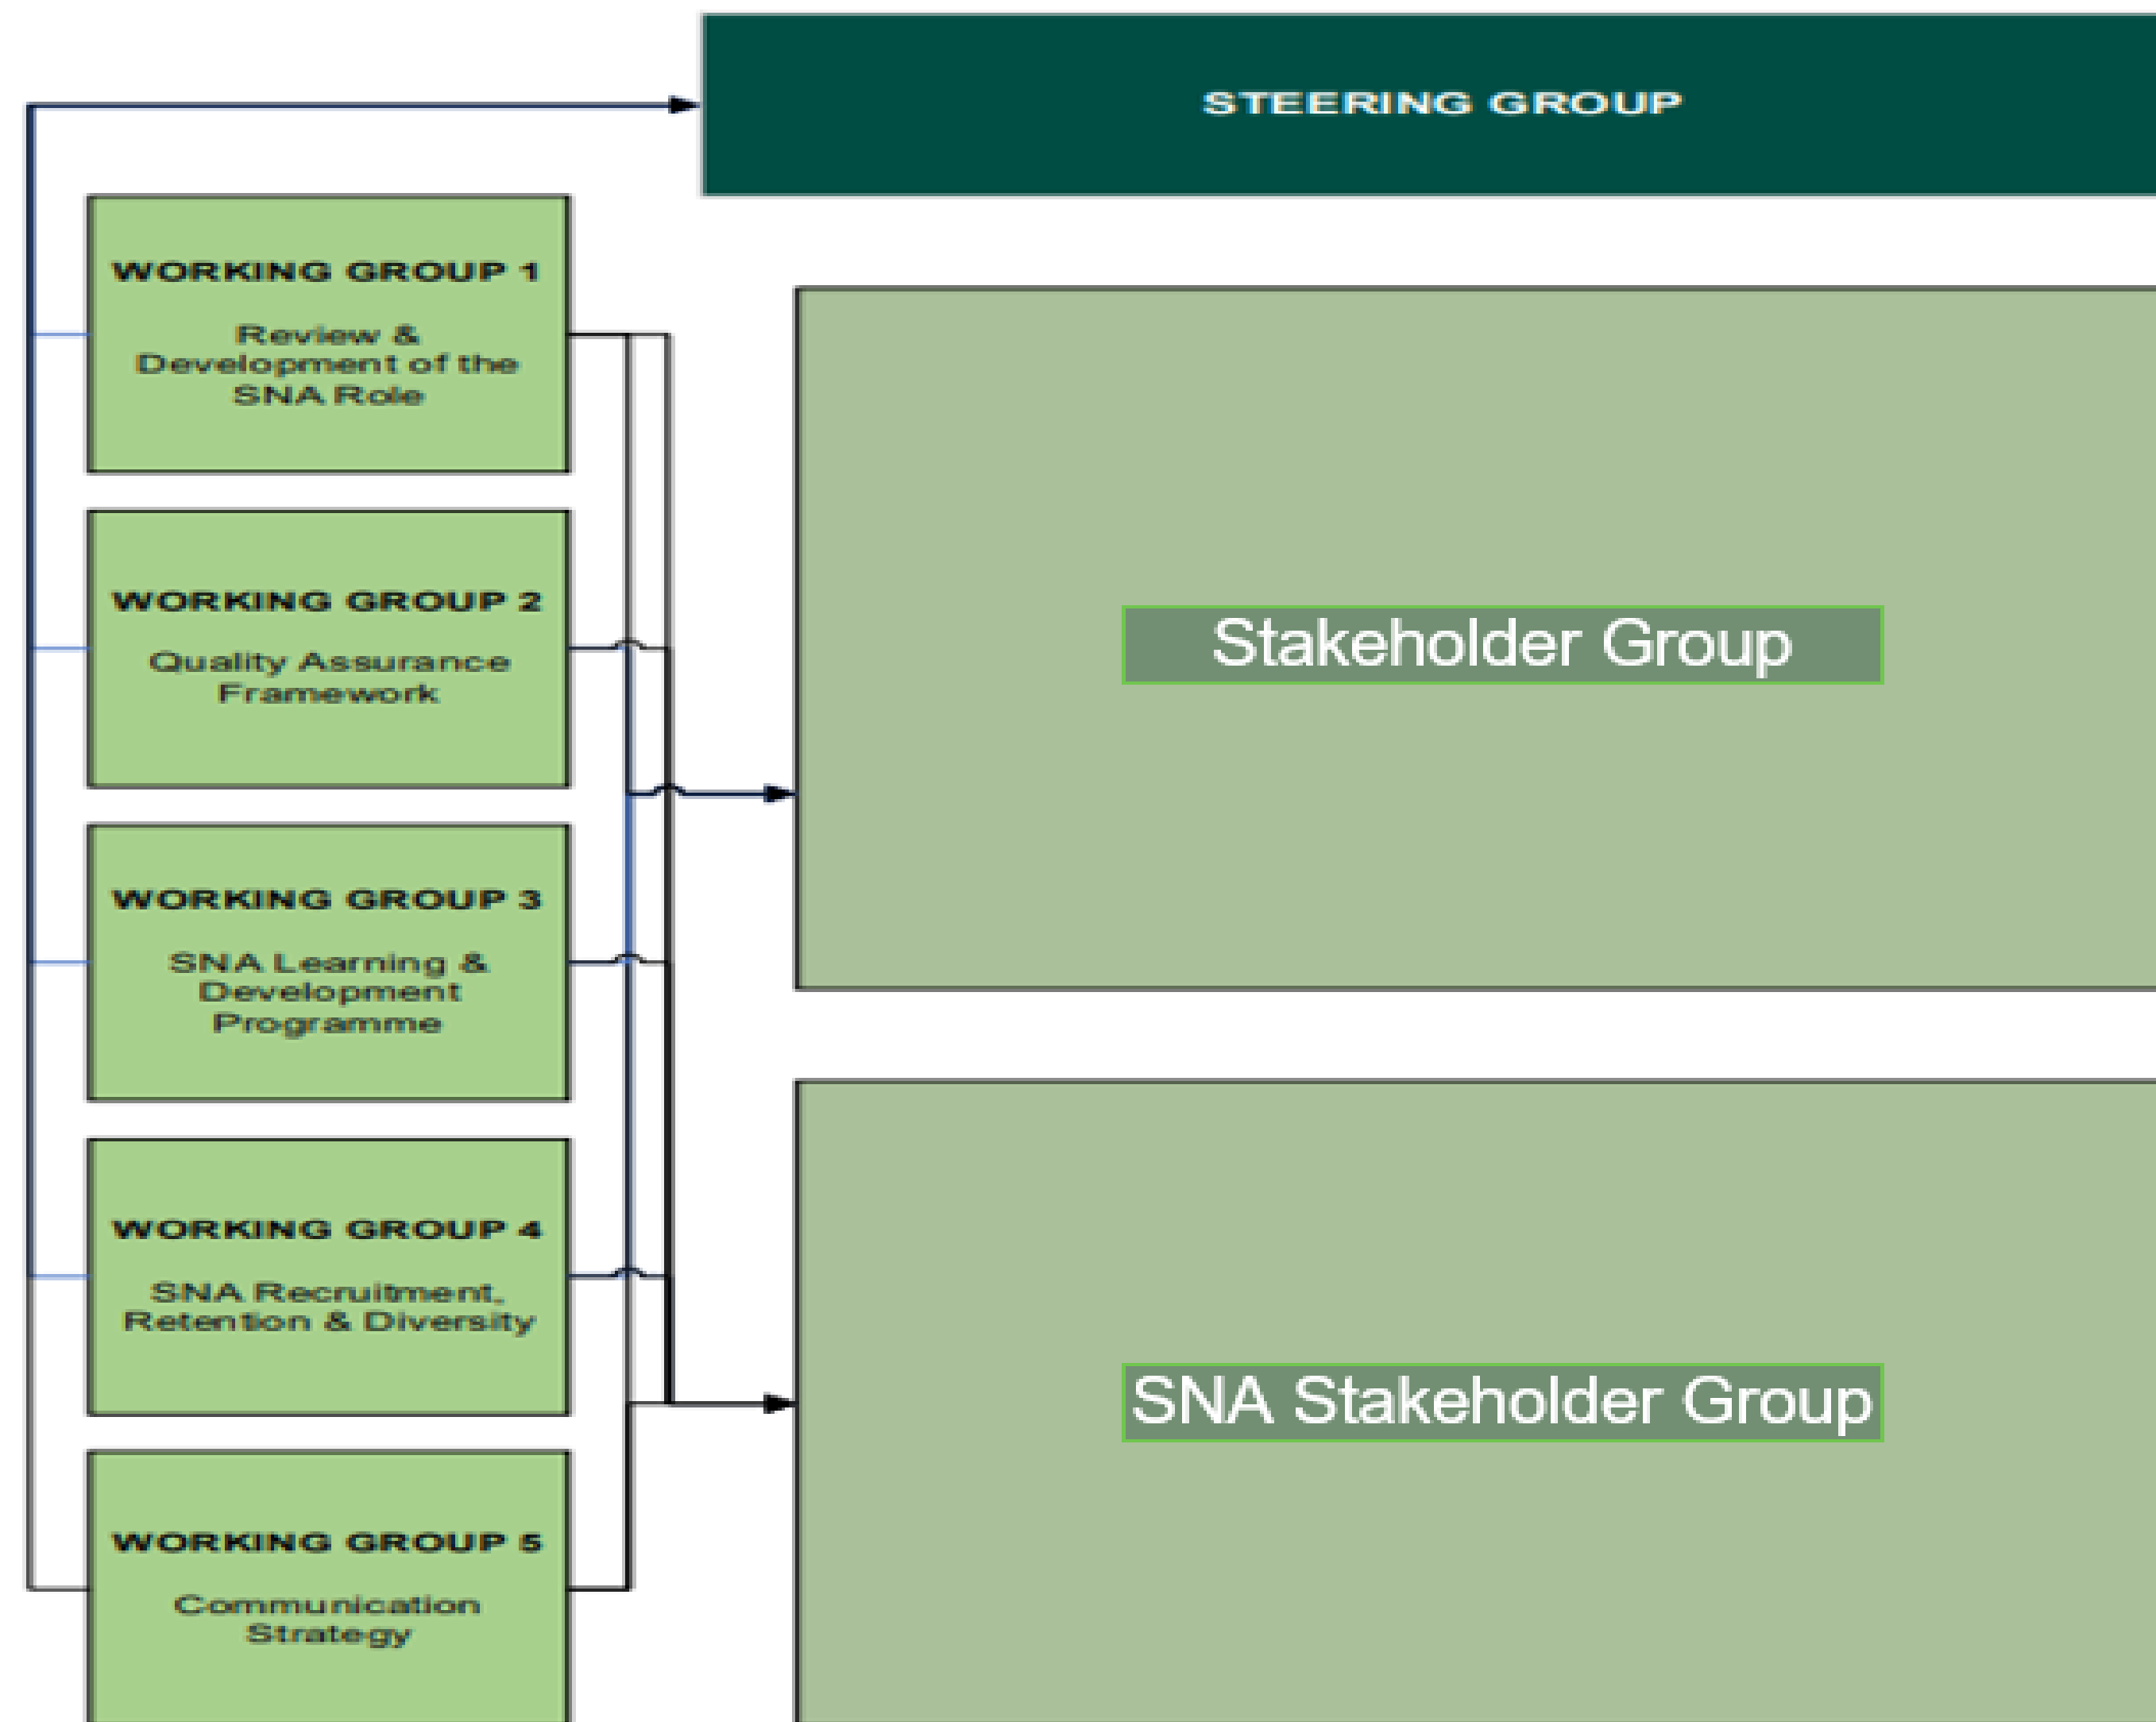 STEERING GROUP
WORKING GROUP 1
Review &
Development of the
SNA Role
WORKING GROUP 2
Quality Assurance
Framework
WORKING GROUP 3
SNA Learning &
Development
Programme
WORKING GROUP 4
SNA Recruitment,
Retention & Diversity
WORKING GROUP 5
Communication
Strategy
Stakeholder Group
SNA Stakeholder Group